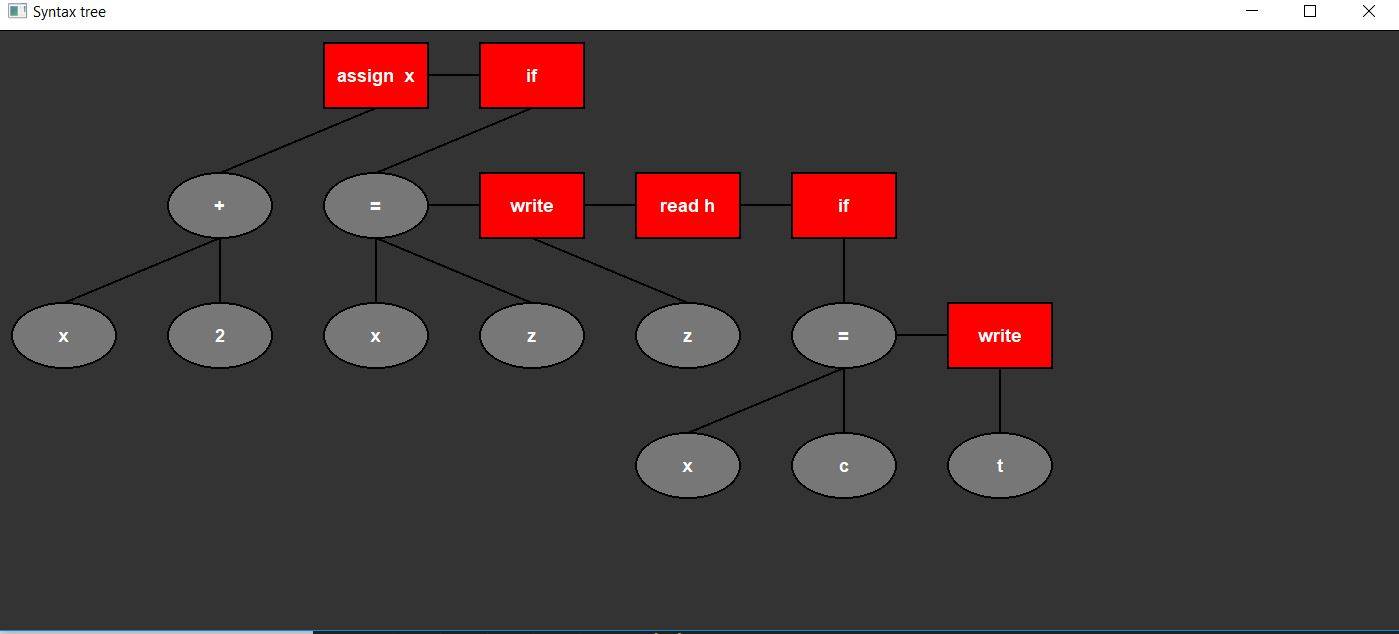 Syntax tree
assign x
if
+
=
write
read h
if
x
2
x
z
z
=
write
x
c
t